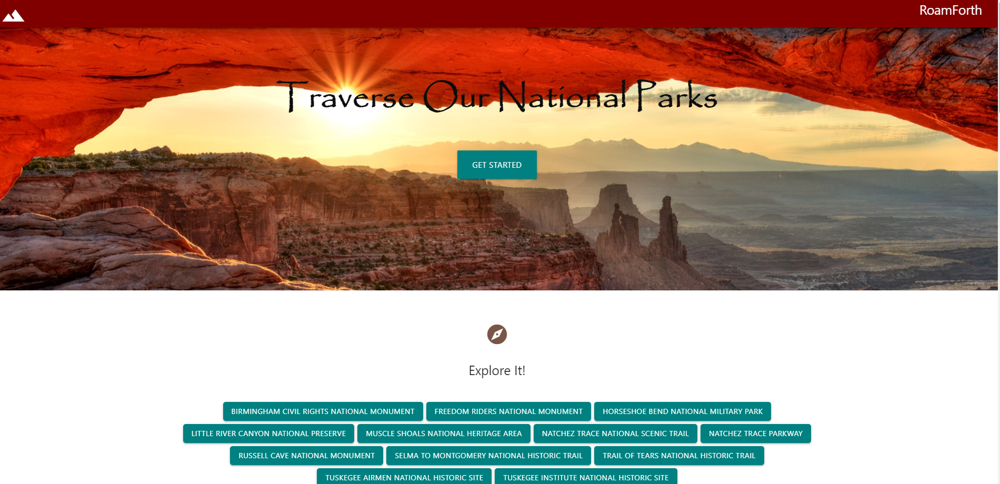 RoamForth
Traverse Our National Parks
GET STARTED
Explore It!
BIRMINGHAM CIVIL RIGHTS NATIONAL MONUMENT FREEDOM RIDERS NATIONAL MONUMENT HORSESHOE BEND NATIONAL MILITARY PARK
LITTLE RIVER CANYON NATIONAL PRESERVE MUSCLE SHOALS NATIONAL HERITAGE AREA NATCHEZ TRACE NATIONAL SCENIC TRAIL NATCHEZ TRACE PARKWAY
RUSSELL CAVE NATIONAL MONUMENT SELMA TO MONTGOMERY NATIONAL HISTORIC TRAIL TRAIL OF TEARS NATIONAL HISTORIC TRAIL
TUSKEGEE AIRMEN NATIONAL HISTORIC SITE TUSKEGEE INSTITUTE NATIONAL HISTORIC SITE